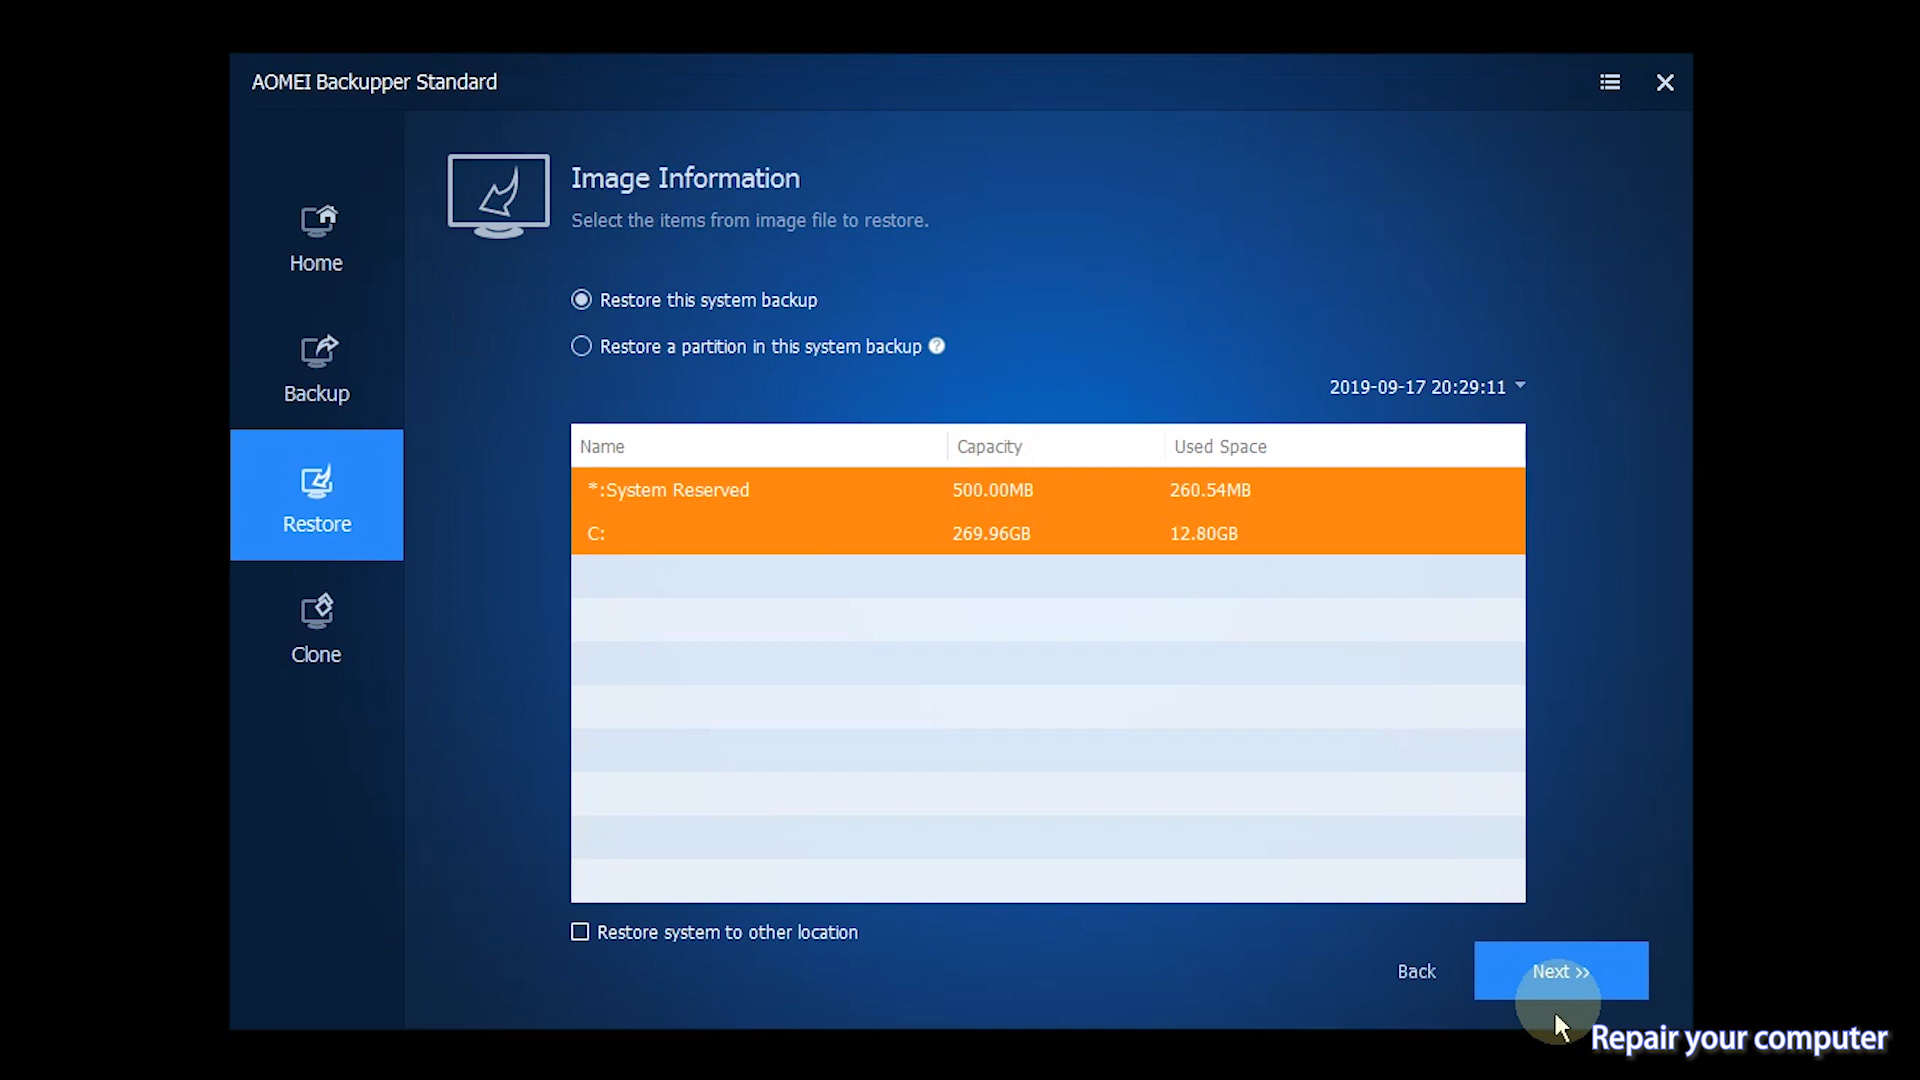 AOMEI Backupper Standard
Image Information
Select the items from image file to restore.
Home
Restore this system backup
Restore a partition in this system backup ?
Backup
2019-09-17 20:29:11
Name Capacity Used Space
*:System Reserved 500.00MB 260.54MB
C: 269.96GB 12.80GB
Restore
Clone
Restore system to other location
Back Next >>
Repair your computer